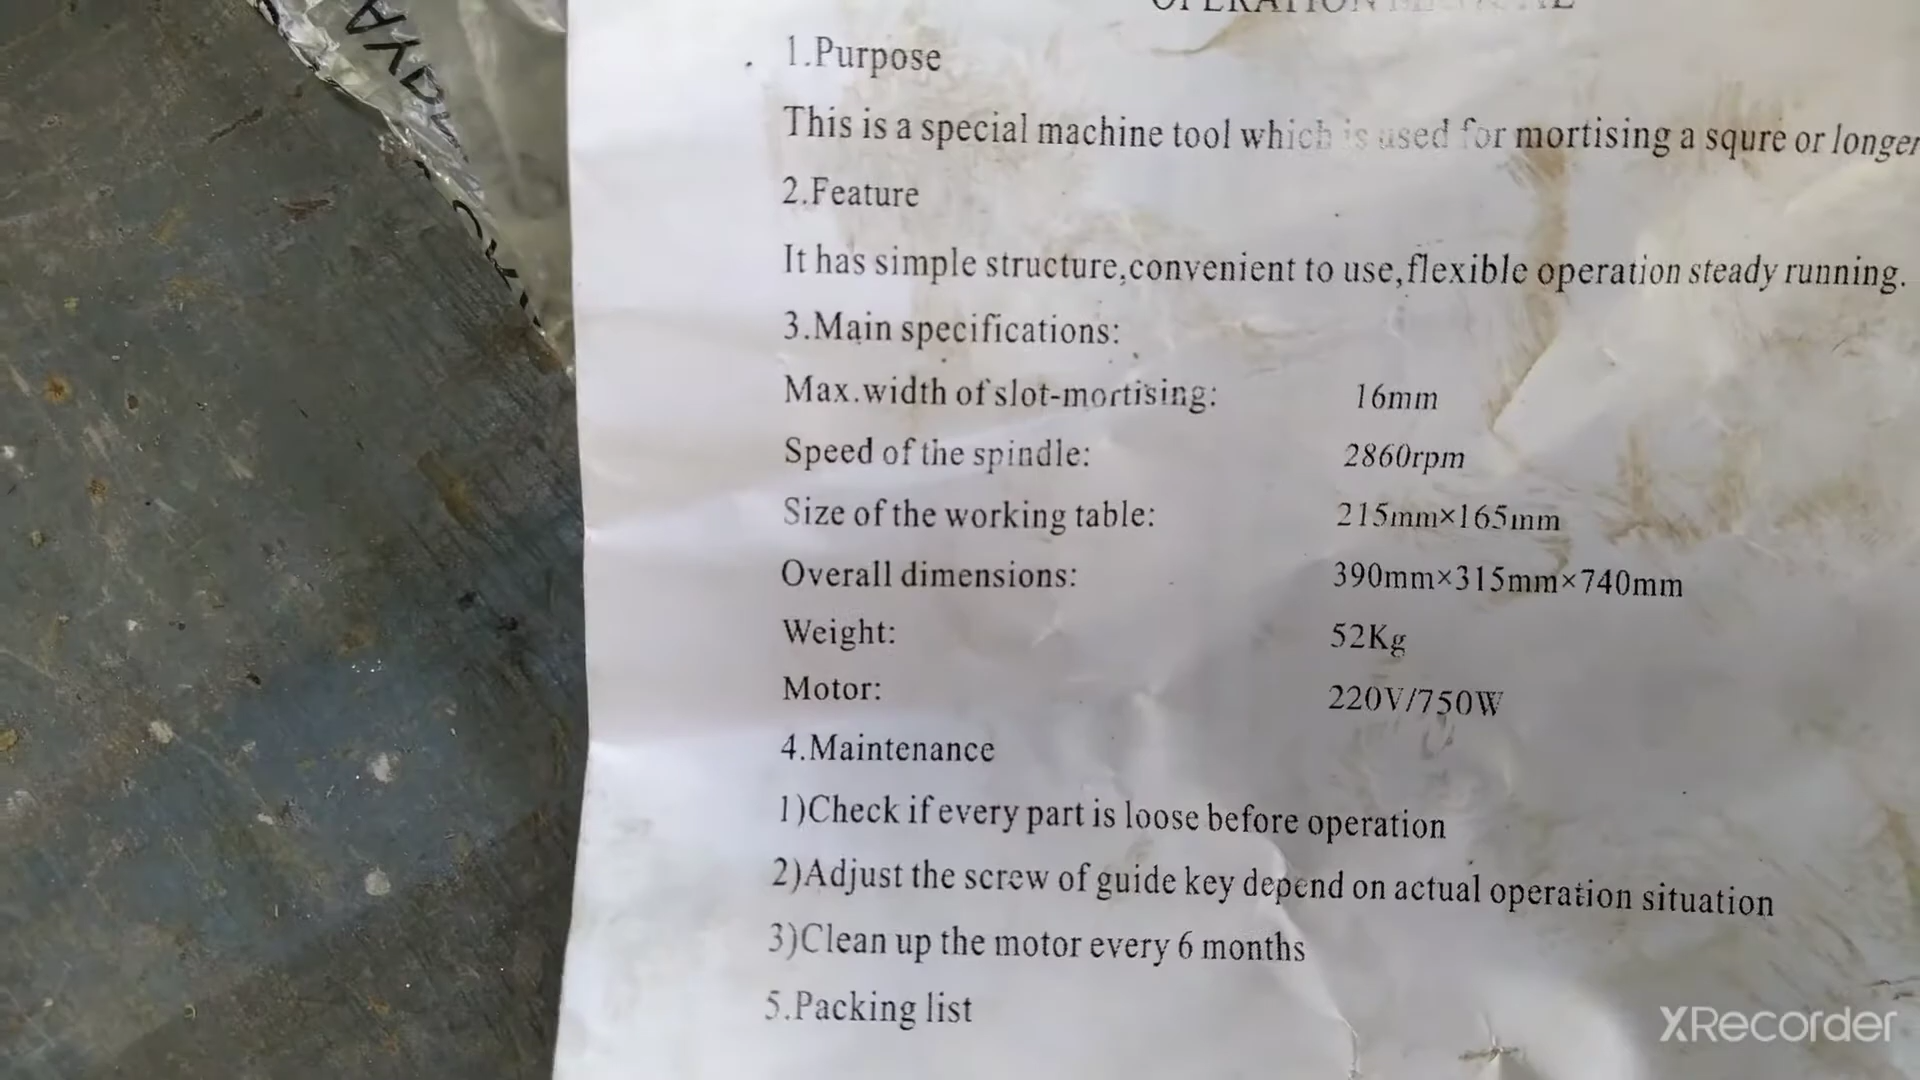 1.Purpose
This is a special machine tool which is used for mortising a squre or longer
2.Feature
It has simple structure,convenient to use,flexible operation steady running.
3.Main specifications:
Max.width of slot-mortising: 16mm
Speed of the spindle: 2860rpm
Size of the working table: 215mm×165mm
Overall dimensions: 390mm×315mm×740mm
Weight: 52Kg
Motor: 220V/750W
4.Maintenance
1)Check if every part is loose before operation
2)Adjust the screw of guide key depend on actual operation situation
3)Clean up the motor every 6 months
5.Packing list
XRecorder